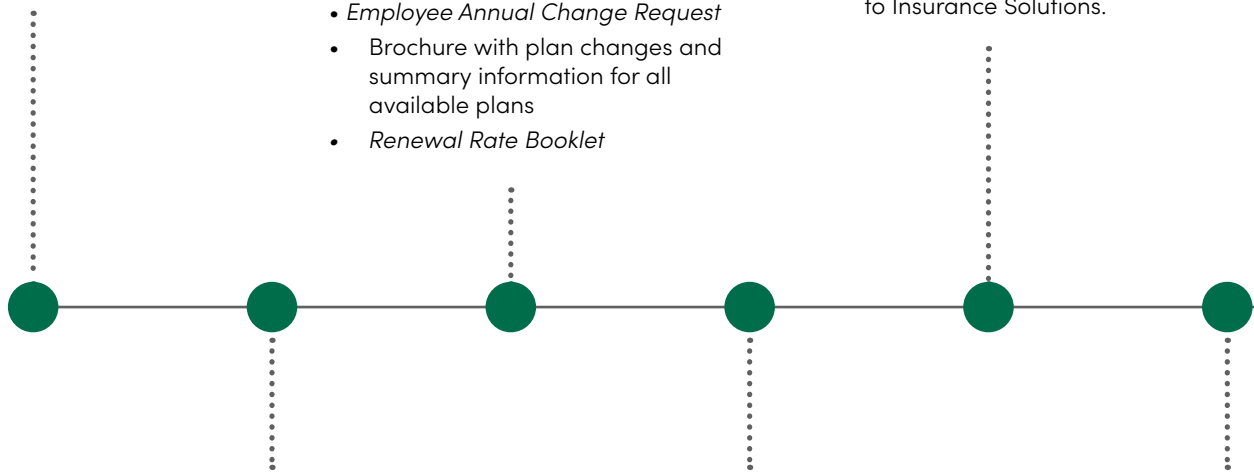 • Employee Annual Change Request
• Brochure with plan changes and
summary information for all
available plans
• Renewal Rate Booklet
to Insurance Solutions.